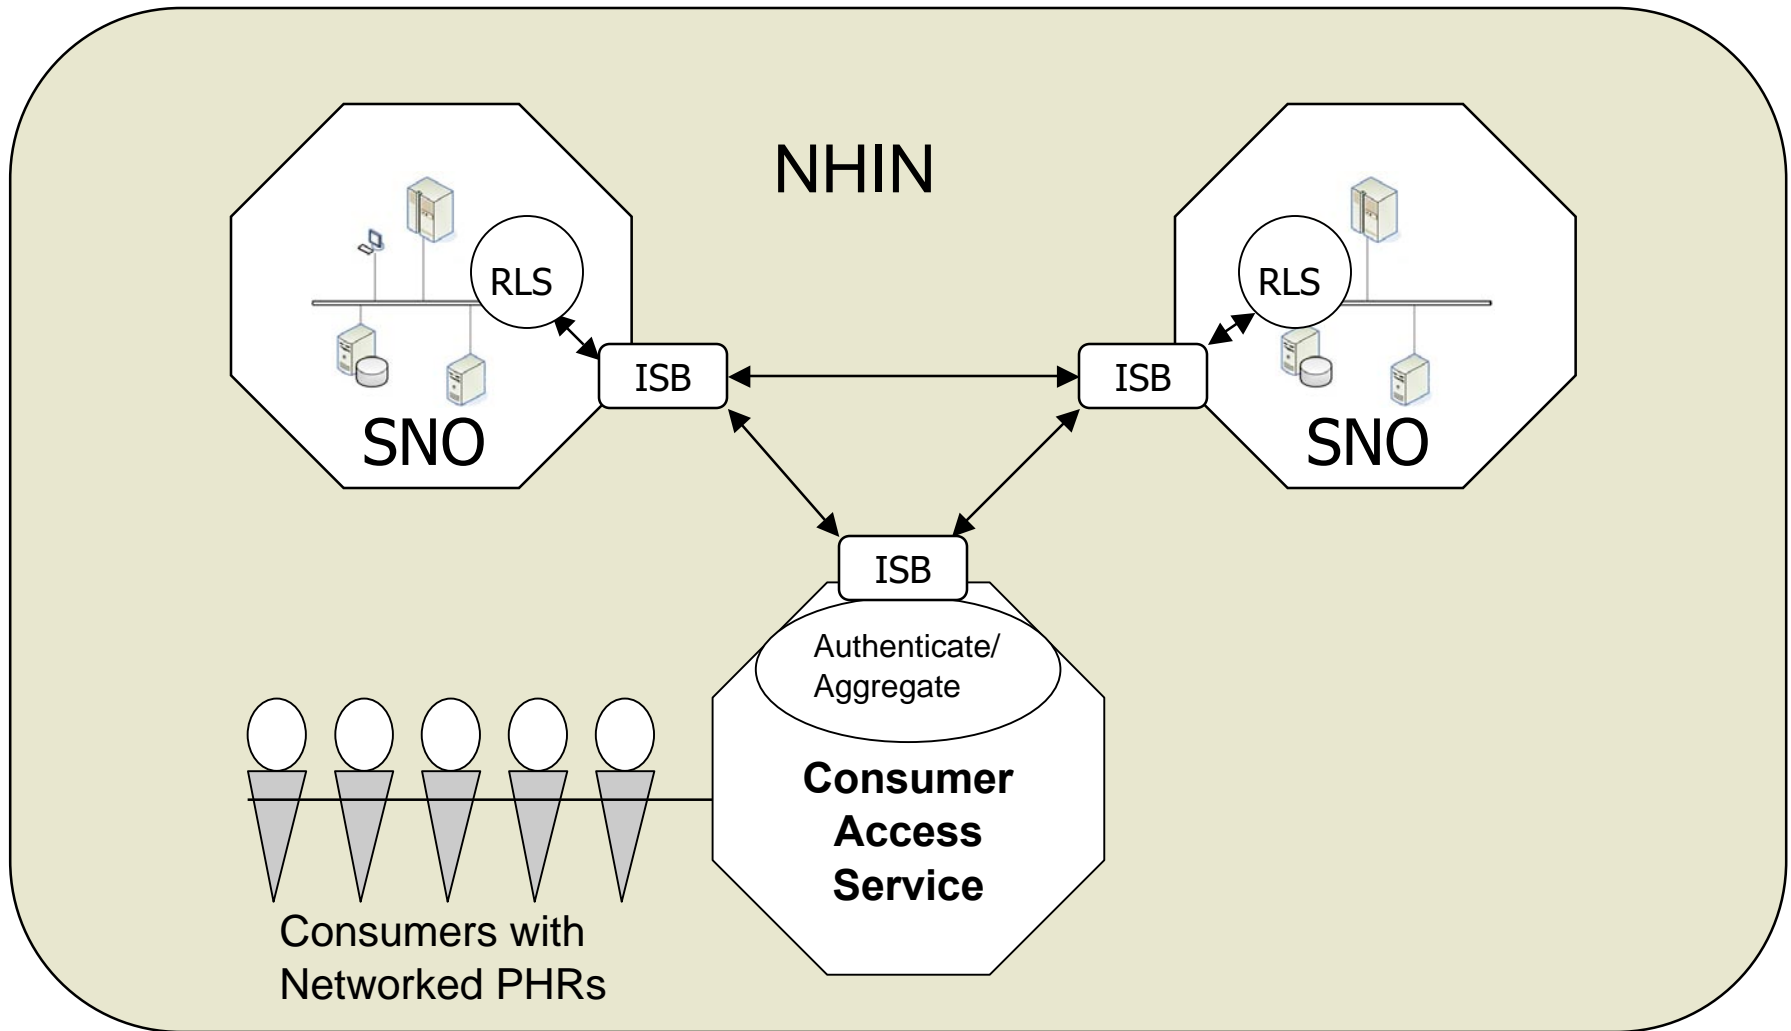 NHIN
RLS
RLS
ISB
ISB
SNO
SNO
ISB
Authenticate/
Aggregate
Consumer
Access
Service
Consumers with
Networked PHRs